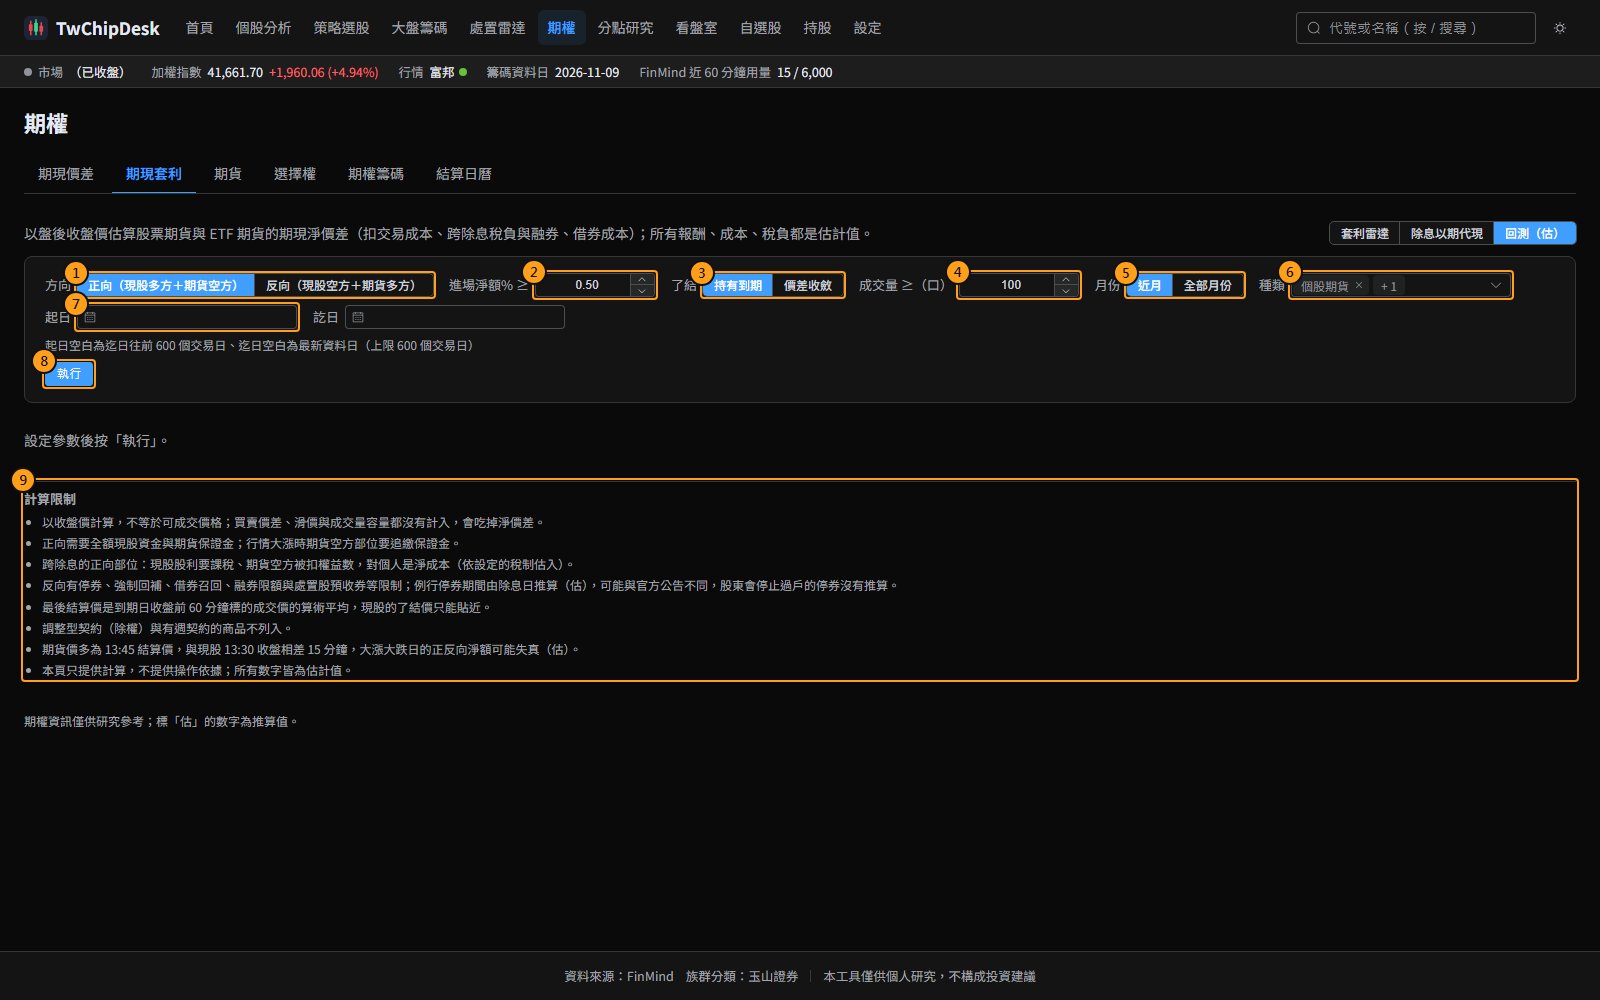 TwChipDesk 首頁 個股分析 策略選股 大盤籌碼 處置雷達 期權 分點研究 看盤室 自選股 持股 設定 代號或名稱（按 / 搜尋）
市場 （已收盤） 加權指數 41,661.70 +1,960.06 (+4.94%) 行情 富邦 籌碼資料日 2026-11-09 FinMind 近 60 分鐘用量 15 / 6,000
期權
期現價差 期現套利 期貨 選擇權 期權籌碼 結算日曆
以盤後收盤價估算股票期貨與 ETF 期貨的期現淨價差（扣交易成本、跨除息稅負與融券、借券成本）；所有報酬、成本、稅負都是估計值。 套利雷達 除息以期代現 回測（估）
1 2 3 4 5 6
方向 正向（現股多方＋期貨空方） 反向（現股空方＋期貨多方） 進場淨額% ≥ 0.50 了結 持有到期 價差收斂 成交量 ≥（口） 100 月份 近月 全部月份 種類 個股期貨 × + 1
7
起日 訖日
起日空白為迄日往前 600 個交易日、迄日空白為最新資料日（上限 600 個交易日）
8
執行
設定參數後按「執行」。
9
計算限制
以收盤價計算，不等於可成交價格；買賣價差、滑價與成交量容量都沒有計入，會吃掉淨價差。
正向需要全額現股資金與期貨保證金；行情大漲時期貨空方部位要追繳保證金。
跨除息的正向部位：現股股利要課稅、期貨空方被扣權益數，對個人是淨成本（依設定的稅制估入）。
反向有停券、強制回補、借券召回、融券限額與處置股預收券等限制；例行停券期間由除息日推算（估），可能與官方公告不同，股東會停止過戶的停券沒有推算。
最後結算價是到期日收盤前 60 分鐘標的成交價的算術平均，現股的了結價只能貼近。
調整型契約（除權）與有週契約的商品不列入。
期貨價多為 13:45 結算價，與現股 13:30 收盤相差 15 分鐘，大漲大跌日的正反向淨額可能失真（估）。
本頁只提供計算，不提供操作依據；所有數字皆為估計值。
期權資訊僅供研究參考；標「估」的數字為推算值。
資料來源：FinMind 族群分類：玉山證券 本工具僅供個人研究，不構成投資建議